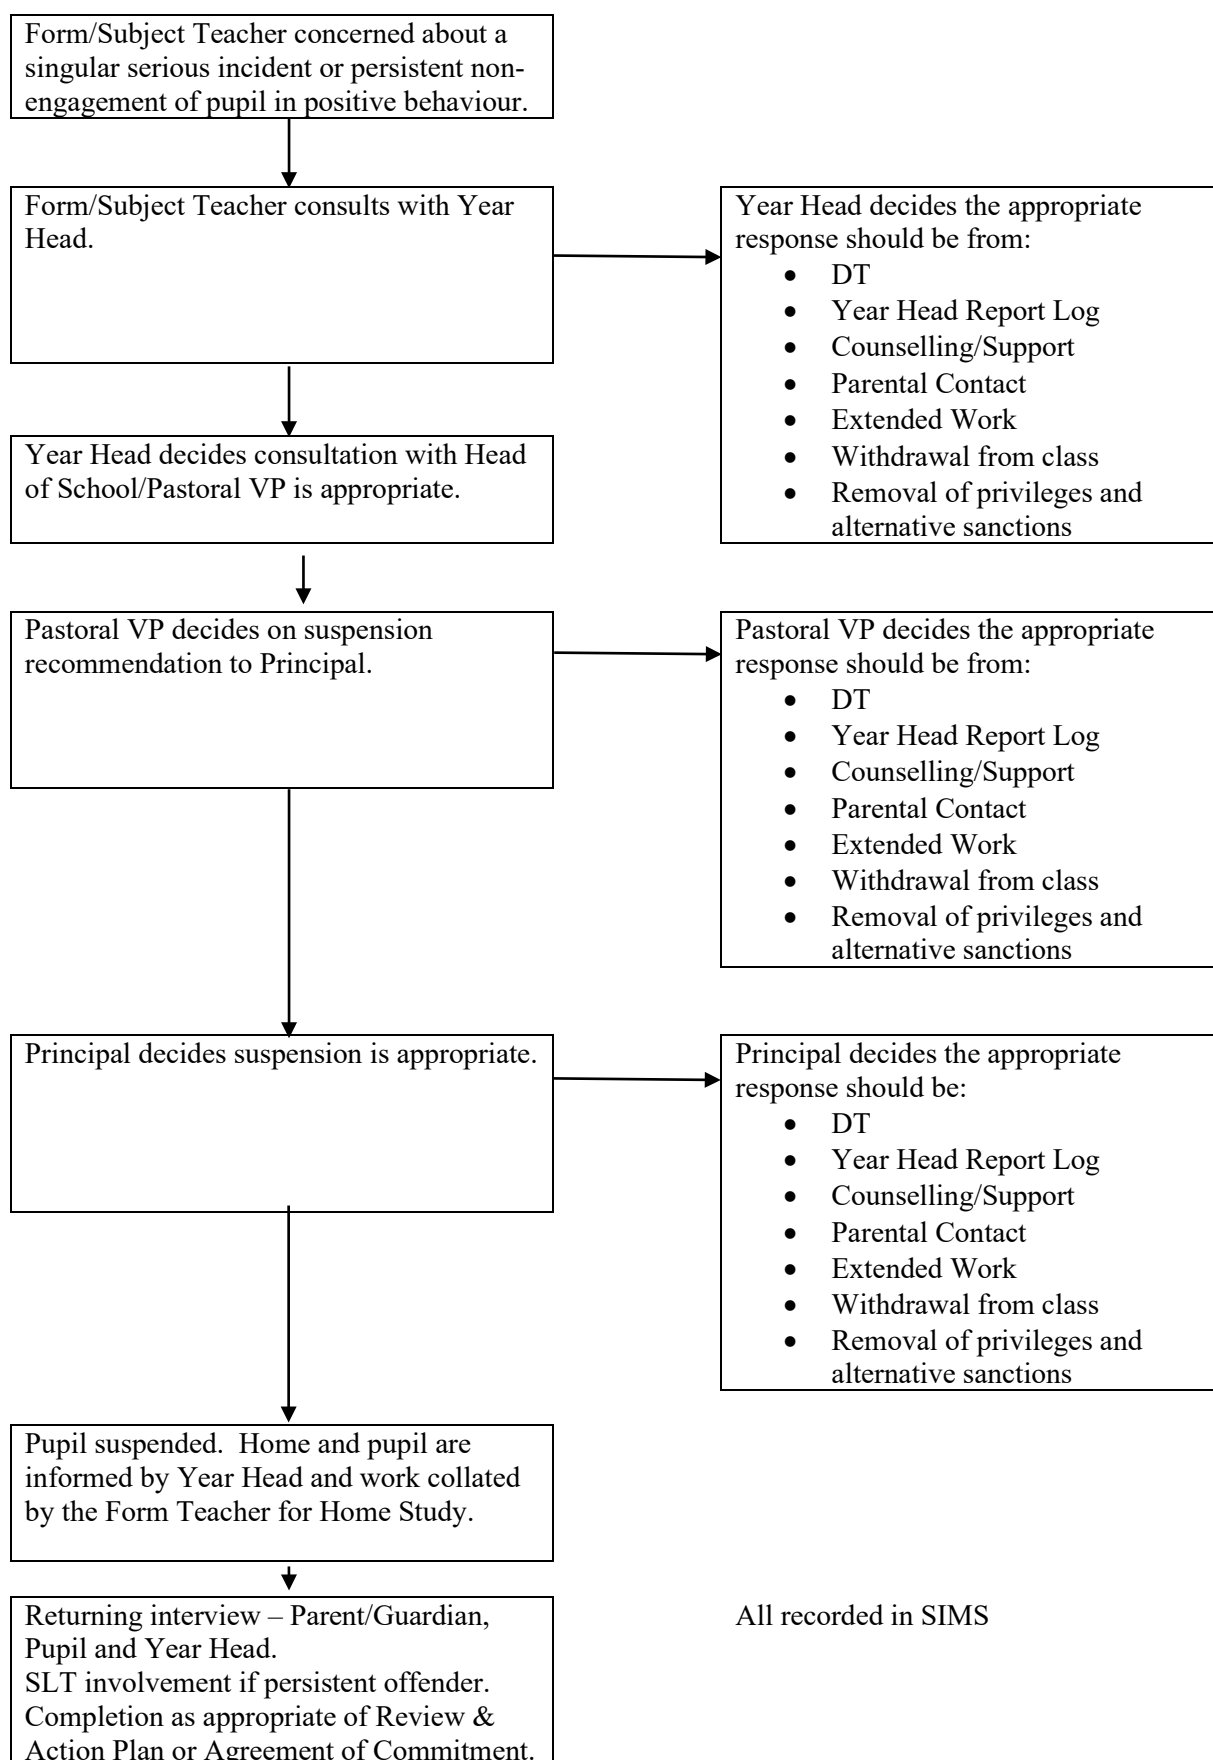 Form/Subject Teacher concerned about a
singular serious incident or persistent non-
engagement of pupil in positive behaviour.
Form/Subject Teacher consults with Year
Head.
Year Head decides the appropriate
response should be from:
• DT
• Year Head Report Log
• Counselling/Support
• Parental Contact
• Extended Work
• Withdrawal from class
• Removal of privileges and
alternative sanctions
Year Head decides consultation with Head
of School/Pastoral VP is appropriate.
Pastoral VP decides on suspension
recommendation to Principal.
Pastoral VP decides the appropriate
response should be from:
• DT
• Year Head Report Log
• Counselling/Support
• Parental Contact
• Extended Work
• Withdrawal from class
• Removal of privileges and
alternative sanctions
Principal decides suspension is appropriate.
Principal decides the appropriate
response should be:
• DT
• Year Head Report Log
• Counselling/Support
• Parental Contact
• Extended Work
• Withdrawal from class
• Removal of privileges and
alternative sanctions
Pupil suspended.  Home and pupil are
informed by Year Head and work collated
by the Form Teacher for Home Study.
Returning interview – Parent/Guardian,
Pupil and Year Head.
SLT involvement if persistent offender.
Completion as appropriate of Review &
Action Plan or Agreement of Commitment.
All recorded in SIMS